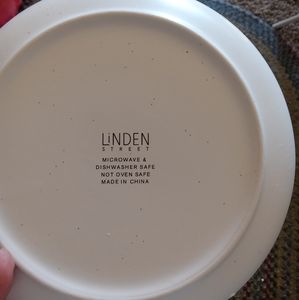 LiNDEN
STREET
MICROWAVE &
DISHWASHER SAFE
NOT OVEN SAFE
MADE IN CHINA